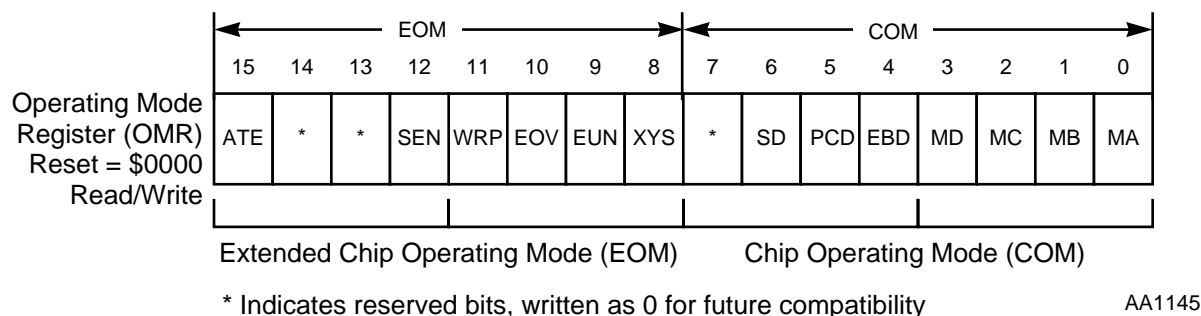 EOM COM
15 14 13 12 11 10 9 8 7 6 5 4 3 2 1 0
Operating Mode
Register (OMR)
Reset = $0000
Read/Write
ATE * * SEN WRP EOV EUN XYS * SD PCD EBD MD MC MB MA
Extended Chip Operating Mode (EOM) Chip Operating Mode (COM)
* Indicates reserved bits, written as 0 for future compatibility
AA1145